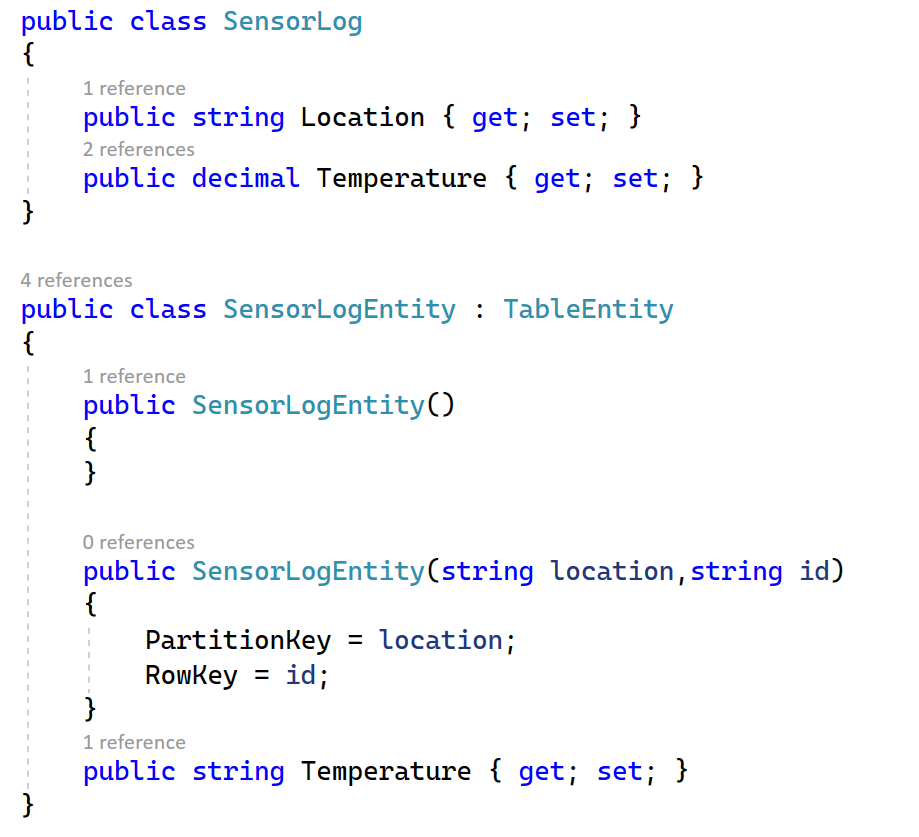 public class SensorLog
{
1 reference
public string Location { get; set; }
2 references
public decimal Temperature { get; set; }
}
4 references
public class SensorLogEntity : TableEntity
{
1 reference
public SensorLogEntity()
{
}
0 references
public SensorLogEntity(string location,string id)
{
PartitionKey = location;
RowKey = id;
}
1 reference
public string Temperature { get; set; }
}